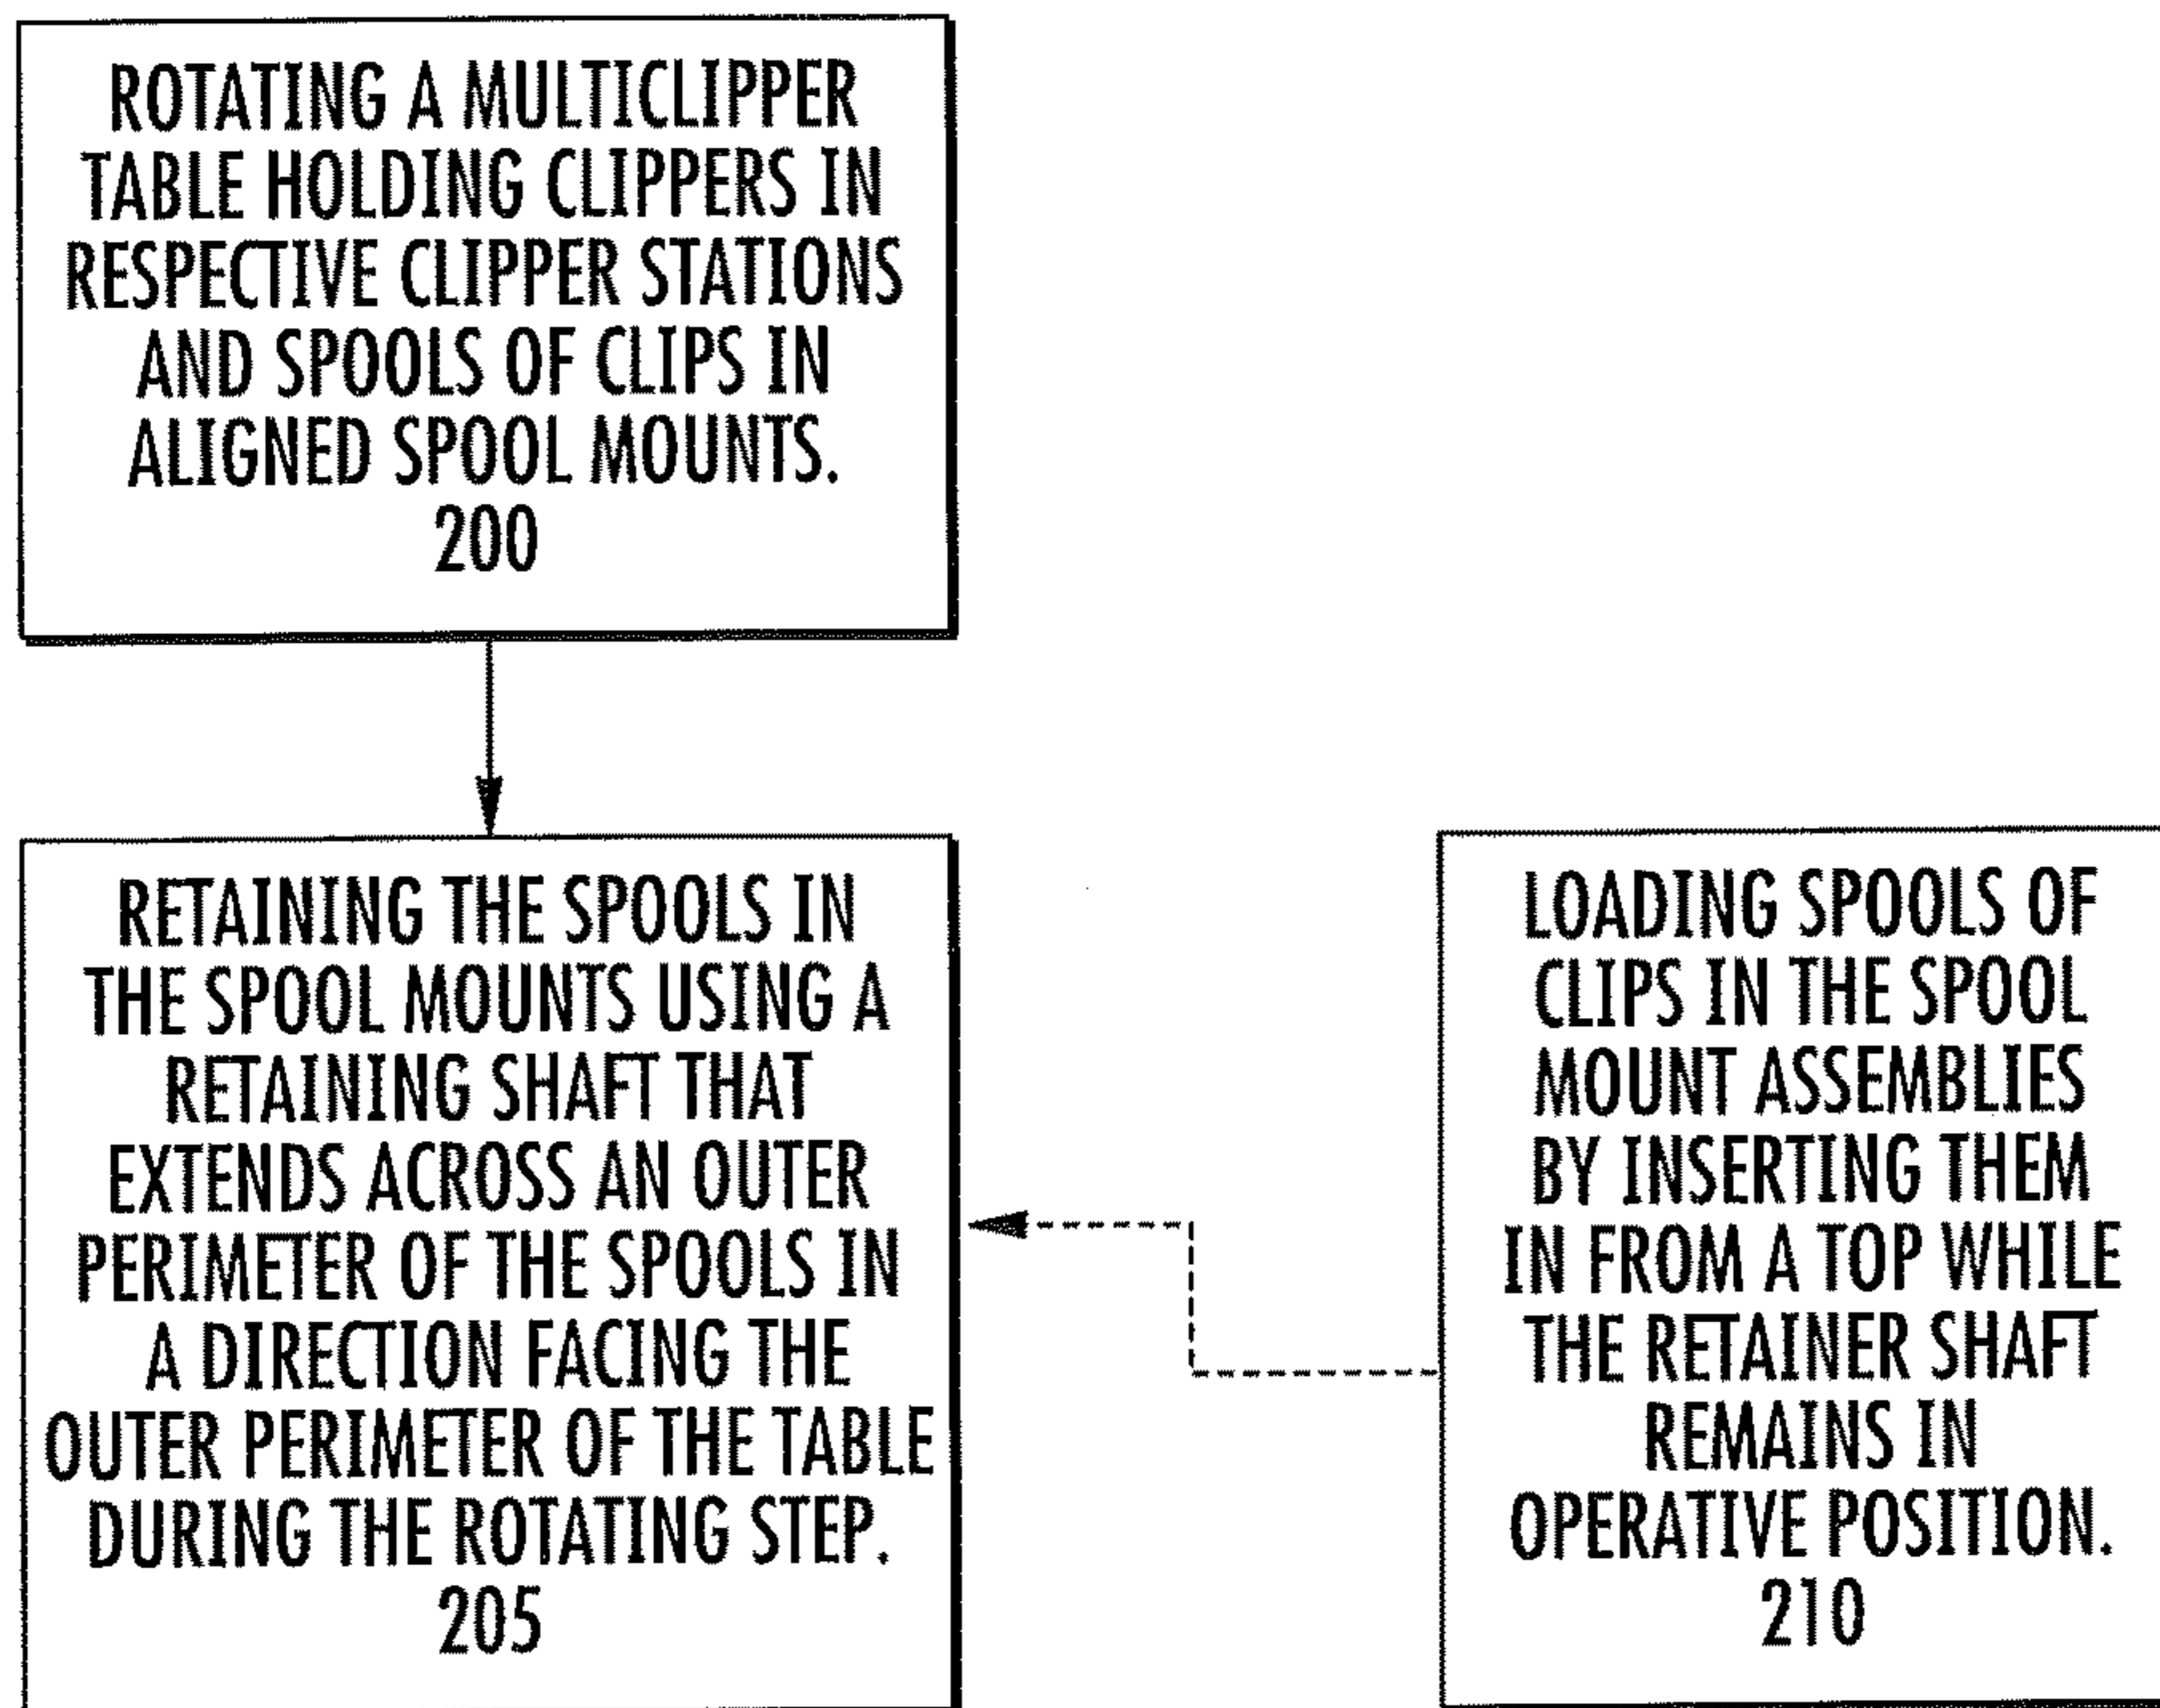 ROTATING A MULTICLIPPER
TABLE HOLDING CLIPPERS IN
RESPECTIVE CLIPPER STATIONS
AND SPOOLS OF CLIPS IN
ALIGNED SPOOL MOUNTS.
200
RETAINING THE SPOOLS IN
THE SPOOL MOUNTS USING A
RETAINING SHAFT THAT
EXTENDS ACROSS AN OUTER
PERIMETER OF THE SPOOLS IN
A DIRECTION FACING THE
OUTER PERIMETER OF THE TABLE
DURING THE ROTATING STEP.
205
LOADING SPOOLS OF
CLIPS IN THE SPOOL
MOUNT ASSEMBLIES
BY INSERTING THEM
IN FROM A TOP WHILE
THE RETAINER SHAFT
REMAINS IN
OPERATIVE POSITION.
210